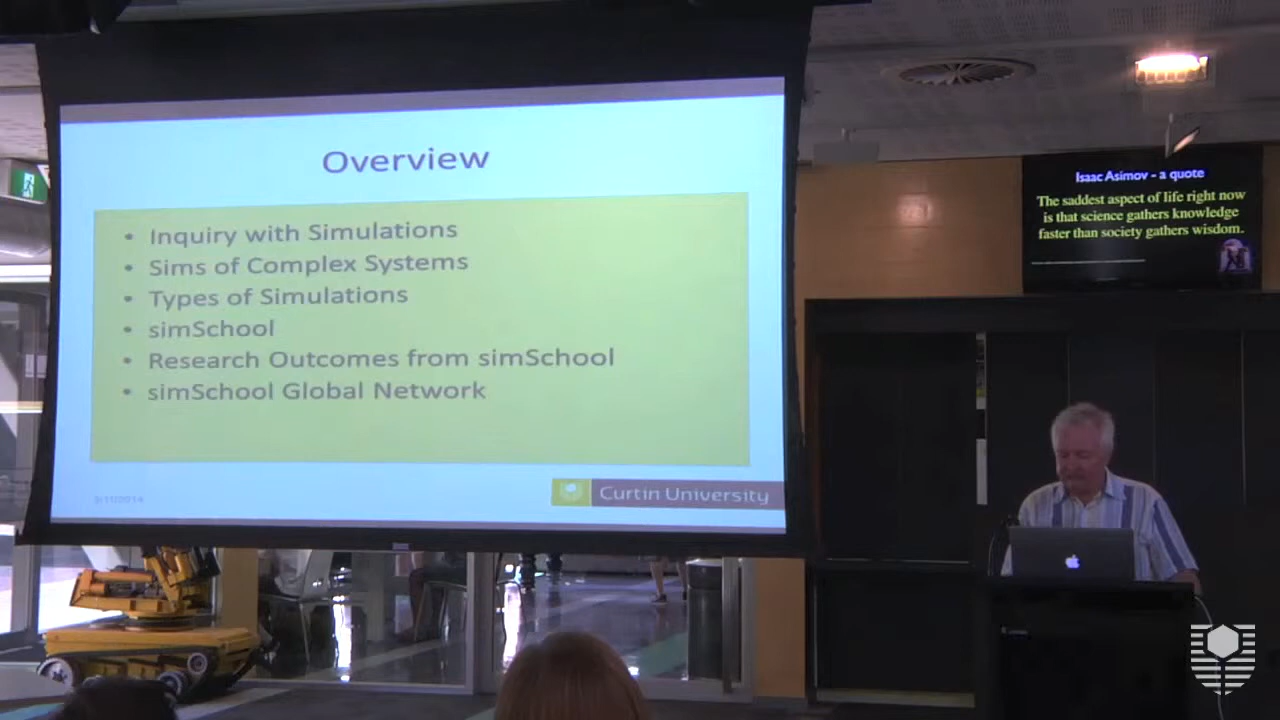 Overview
• Inquiry with Simulations
• Sims of Complex Systems
• Types of Simulations
• simSchool
• Research Outcomes from simSchool
• simSchool Global Network
Curtin University
Isaac Asimov - a quote
The saddest aspect of life right now
is that science gathers knowledge
faster than society gathers wisdom.